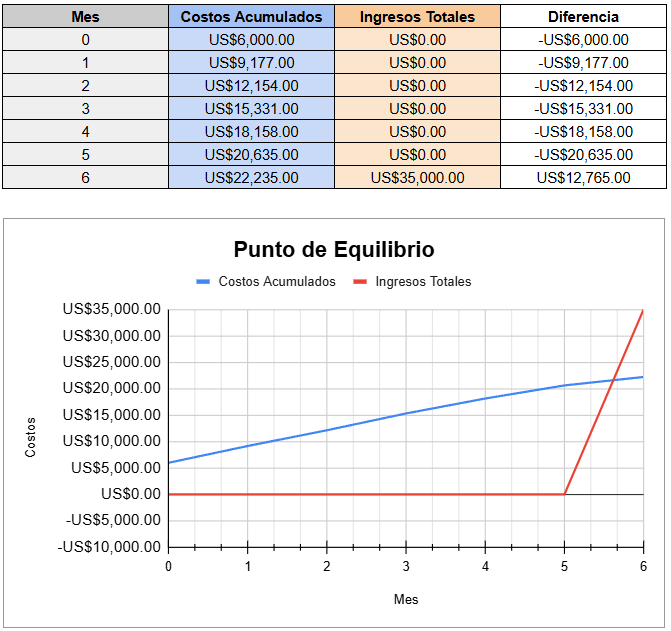 Mes Costos Acumulados Ingresos Totales Diferencia
0 US$6,000.00 US$0.00 -US$6,000.00
1 US$9,177.00 US$0.00 -US$9,177.00
2 US$12,154.00 US$0.00 -US$12,154.00
3 US$15,331.00 US$0.00 -US$15,331.00
4 US$18,158.00 US$0.00 -US$18,158.00
5 US$20,635.00 US$0.00 -US$20,635.00
6 US$22,235.00 US$35,000.00 US$12,765.00
Punto de Equilibrio
Costos Acumulados Ingresos Totales
US$35,000.00
US$30,000.00
US$25,000.00
US$20,000.00
US$15,000.00
US$10,000.00
US$5,000.00
US$0.00
-US$5,000.00
-US$10,000.00
Costos
0 1 2 3 4 5 6
Mes